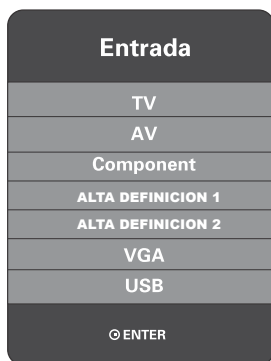 Entrada
TV
AV
Component
ALTA DEFINICION 1
ALTA DEFINICION 2
VGA
USB
ENTER